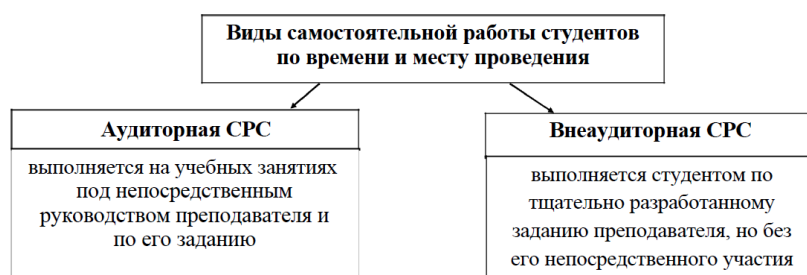 Виды самостоятельной работы студентов
по времени и месту проведения
Аудиторная СРС
выполняется на учебных занятиях
под непосредственным
руководством преподавателя и
по его заданию
Внеаудиторная СРС
выполняется студентом по
тщательно разработанному
заданию преподавателя, но без
его непосредственного участия